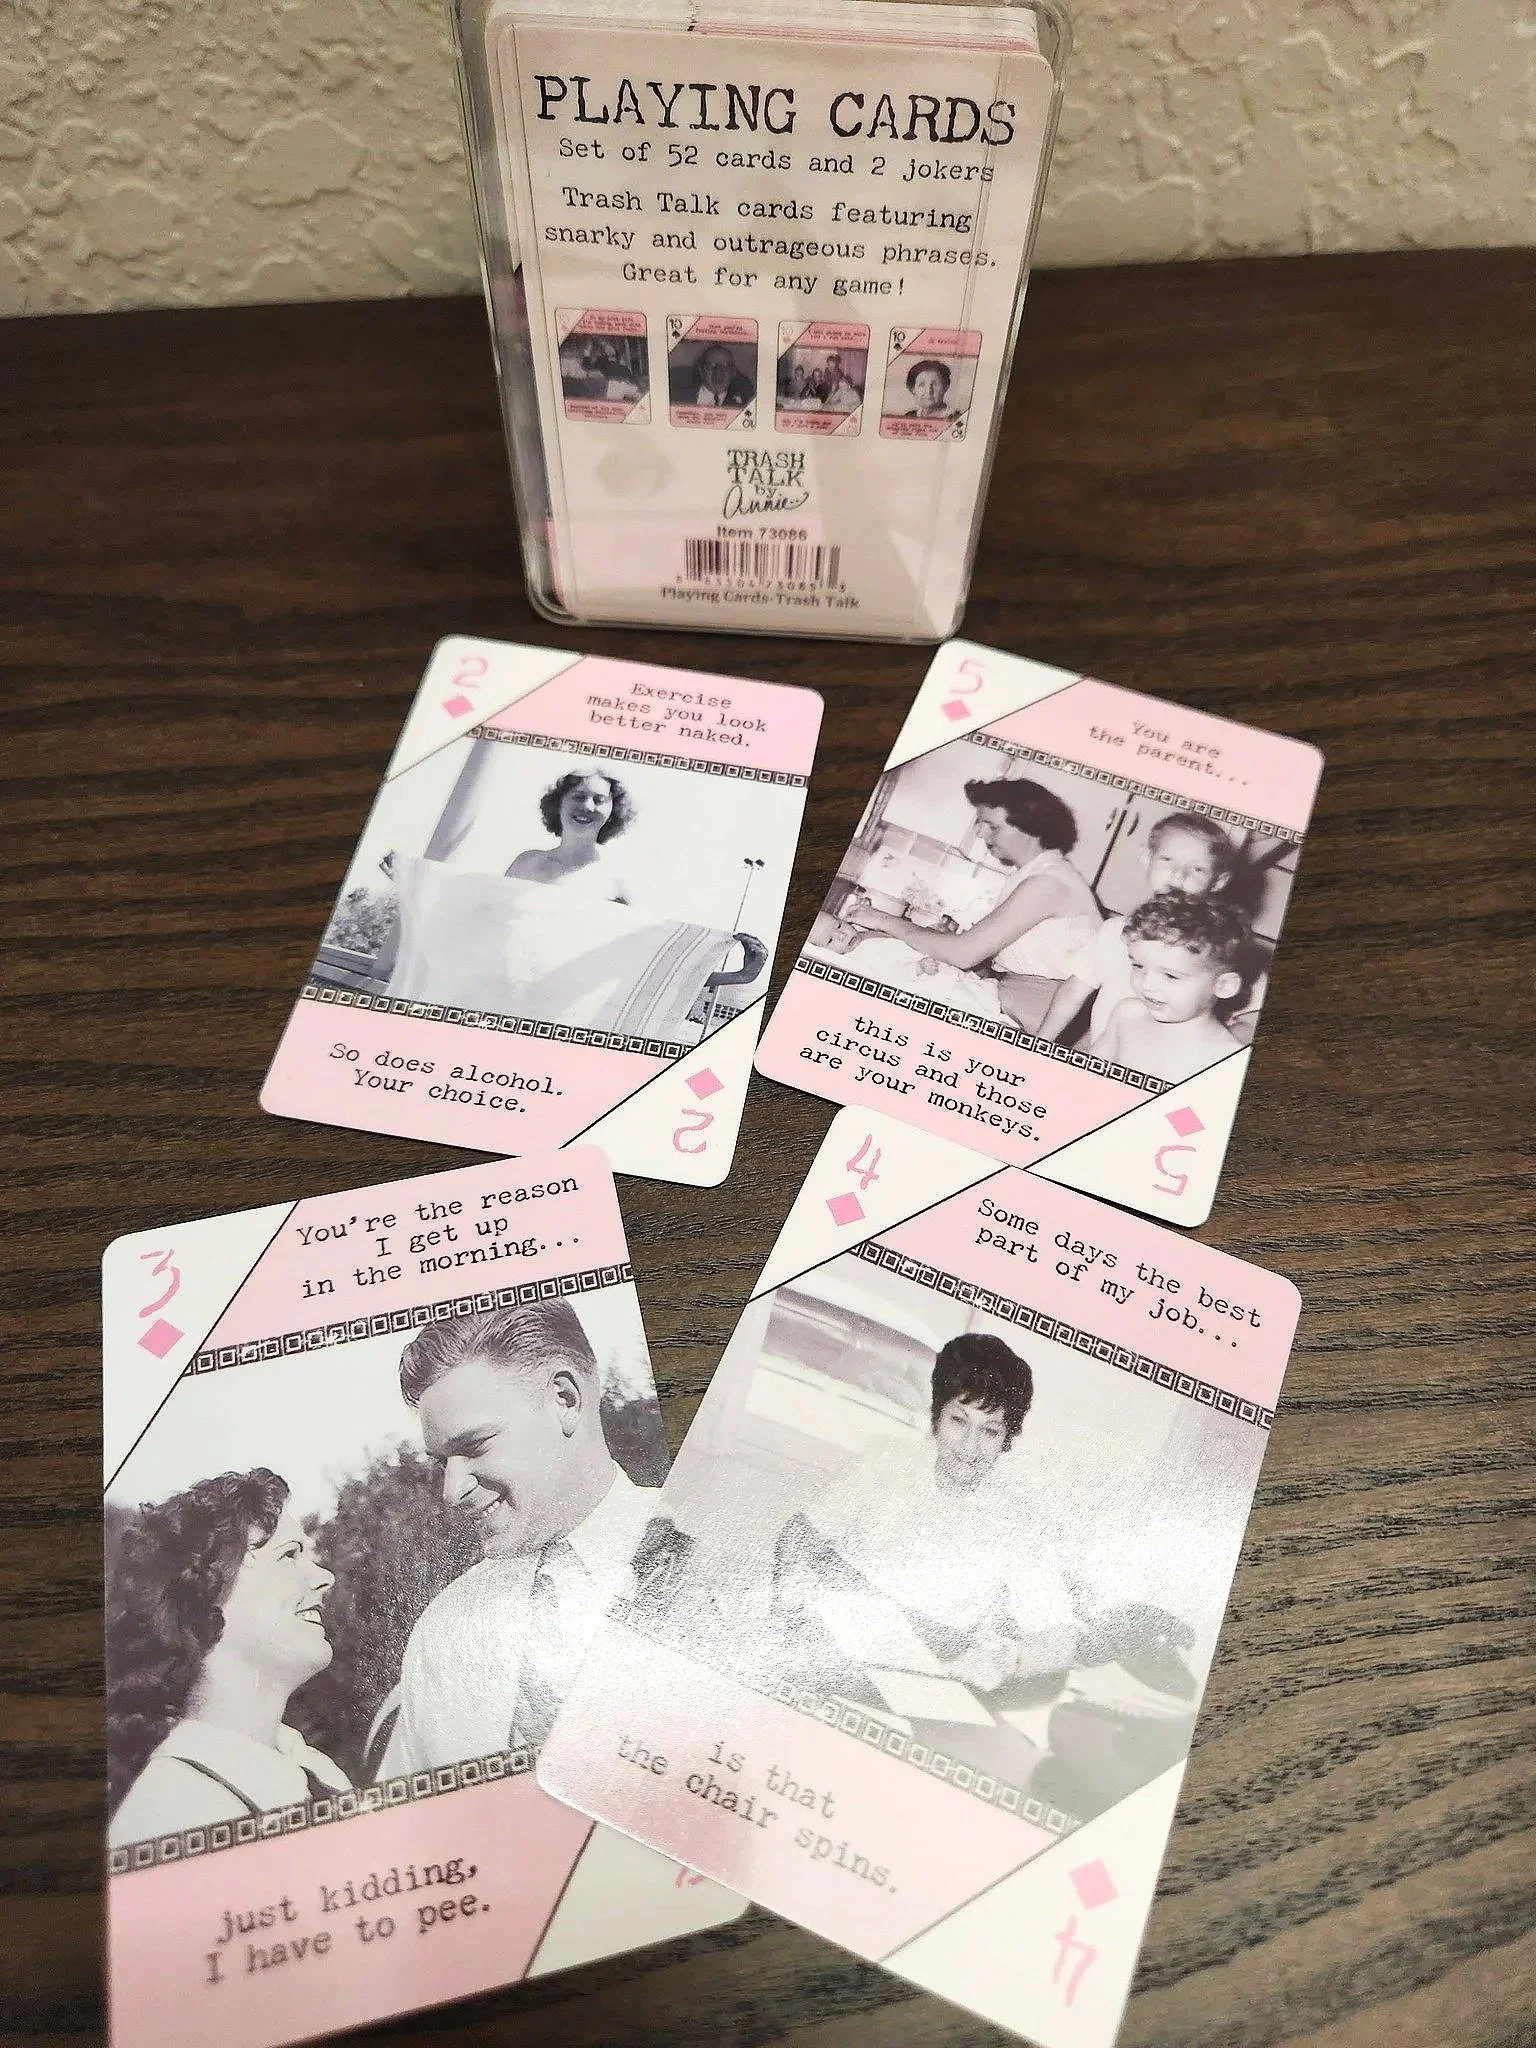 PLAYING CARDS
Set of 52 cards and 2 jokers
Trash Talk cards featuring
snarky and outrageous phrases.
Great for any game!
10
10
10
10
TRASH
TALK
by
Annie
Item 73086
Playing Cards-Trash Talk
2
Exercise
makes you look
better naked.
So does alcohol.
Your choice.
2
5
You are
the parent...
this is your
circus and those
are your monkeys.
5
3
You're the reason
I get up
in the morning...
just kidding,
I have to pee.
4
Some days the best
part of my job...
is that
the chair spins.
4